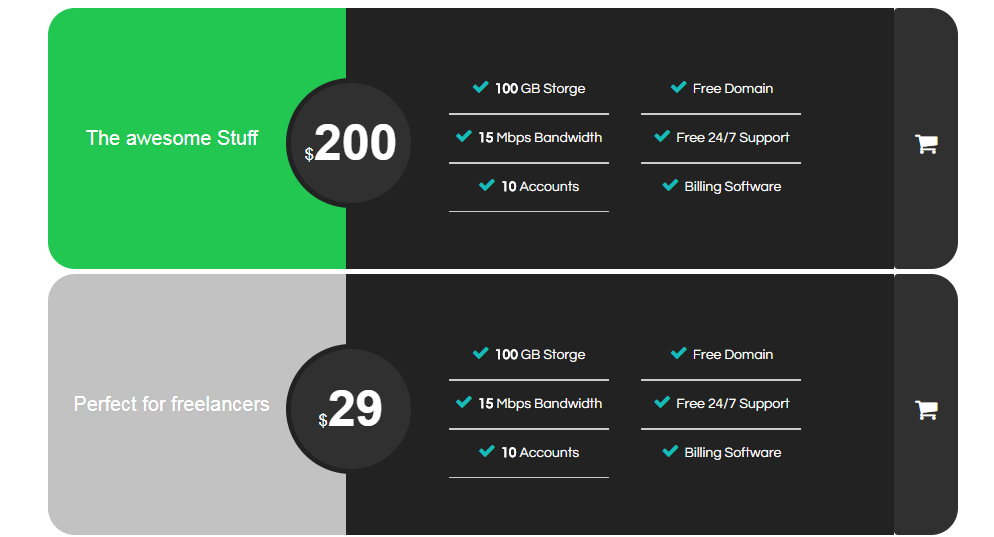 100 GB Storge
Free Domain
The awesome Stuff
$200
15 Mbps Bandwidth
Free 24/7 Support
10 Accounts
Billing Software
100 GB Storge
Free Domain
Perfect for freelancers
$29
15 Mbps Bandwidth
Free 24/7 Support
10 Accounts
Billing Software